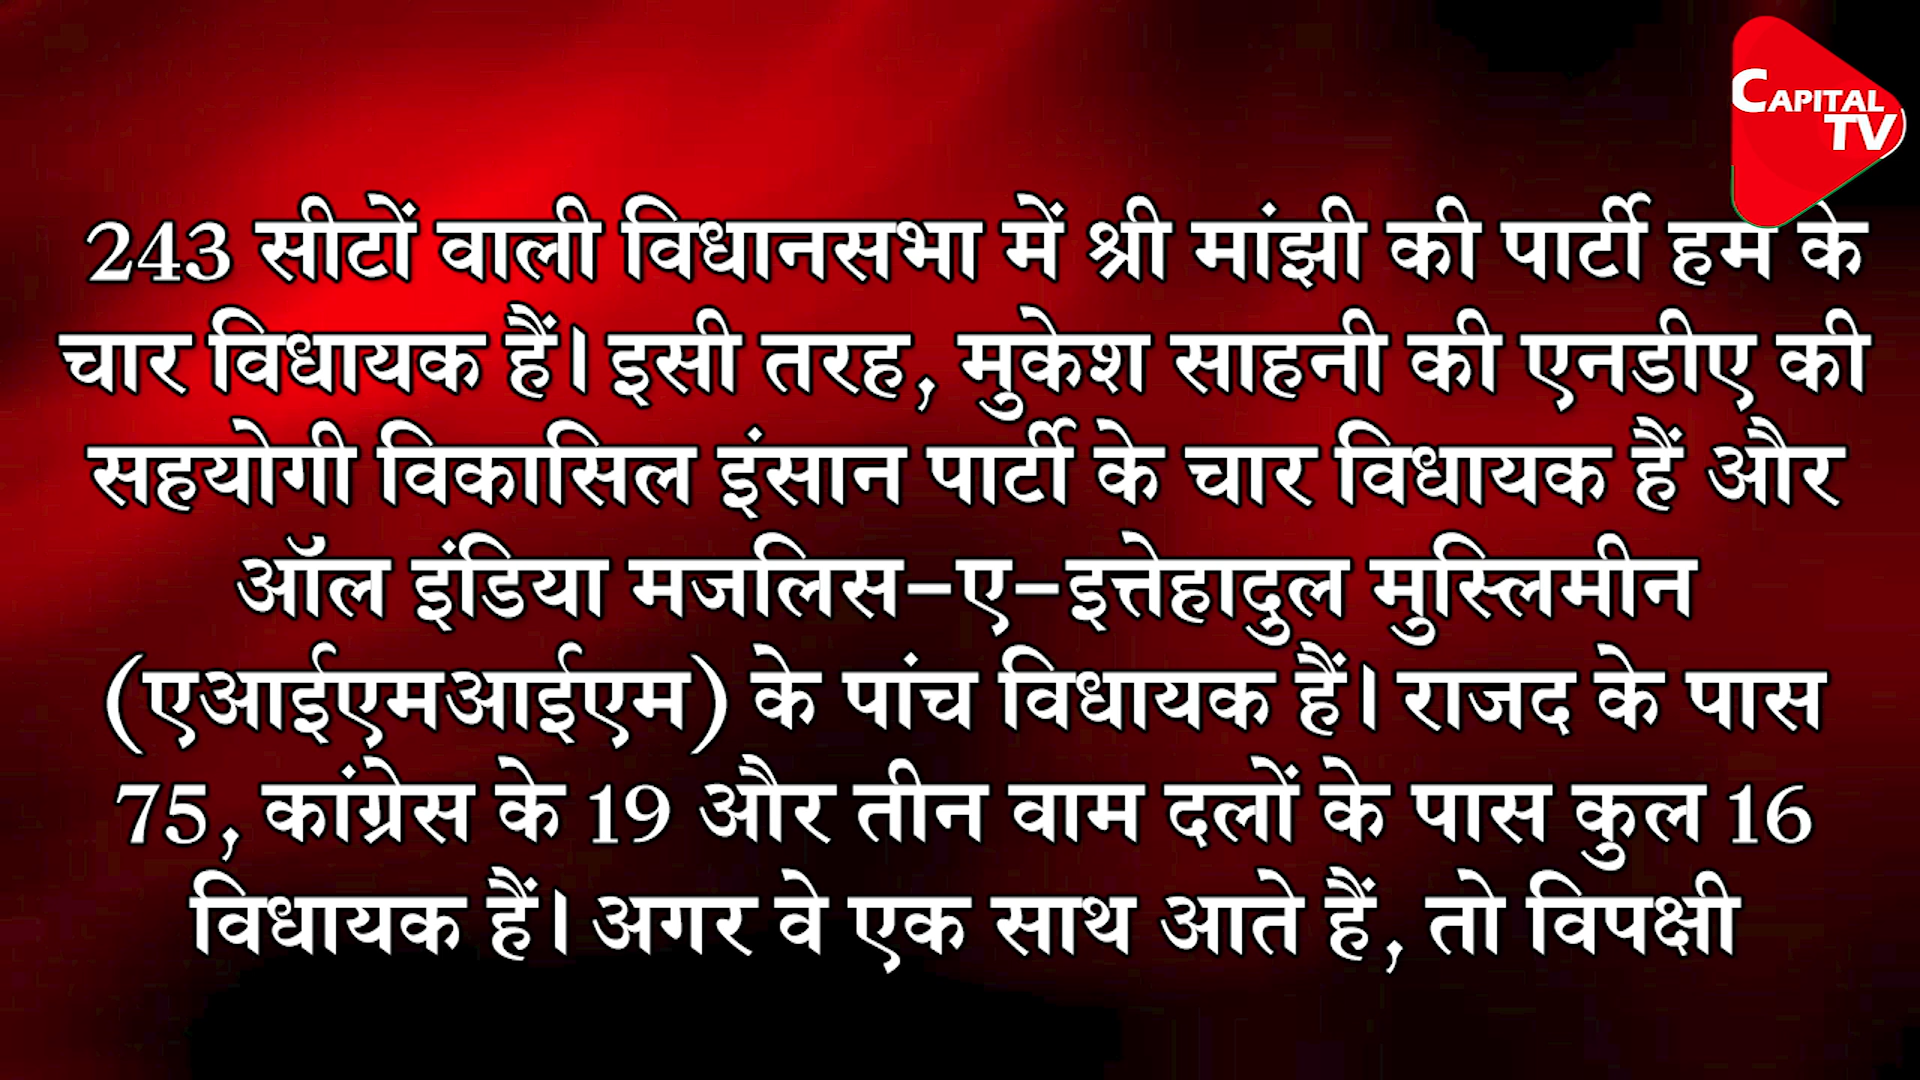 CAPITAL
TV
243 सीटों वाली विधानसभा में श्री मांझी की पार्टी हम के
चार विधायक हैं। इसी तरह, मुकेश साहनी की एनडीए की
सहयोगी विकासिल इंसान पार्टी के चार विधायक हैं और
ऑल इंडिया मजलिस-ए-इत्तेहादुल मुस्लिमीन
(एआईएमआईएम) के पांच विधायक हैं। राजद के पास
75, कांग्रेस के 19 और तीन वाम दलों के पास कुल 16
विधायक हैं। अगर वे एक साथ आते हैं, तो विपक्षी